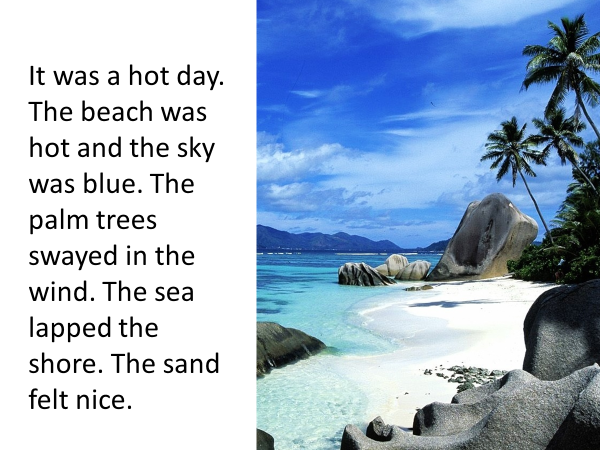 It was a hot day.
The beach was
hot and the sky
was blue. The
palm trees
swayed in the
wind. The sea
lapped the
shore. The sand
felt nice.